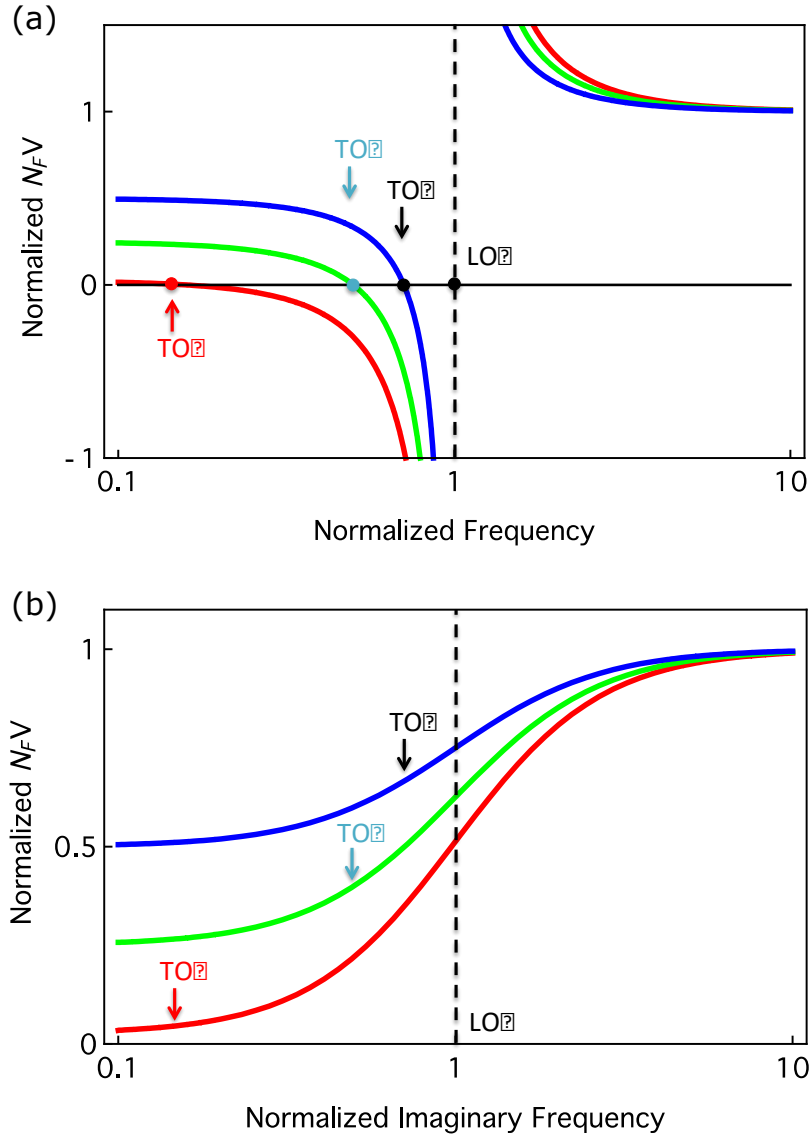 (a)
Normalized N_F V
1
0
- 1
TO⍰
TO⍰
LO⍰
TO⍰
0.1
1
10
Normalized Frequency
(b)
Normalized N_F V
1
0.5
0
TO⍰
TO⍰
TO⍰
LO⍰
0.1
1
10
Normalized Imaginary Frequency